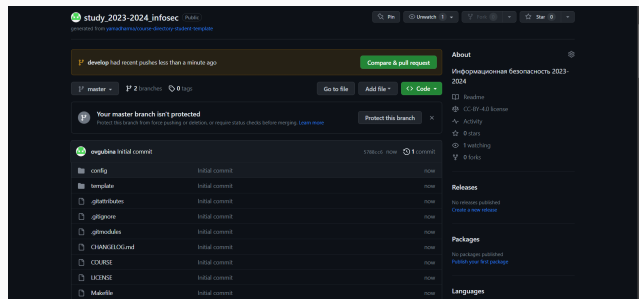 study_2023-2024_infosec Public
Pin
Unwatch 1
Fork 0
Star 0
generated from yamadharma/course-directory-student-template
develop had recent pushes less than a minute ago
Compare & pull request
master
2 branches
0 tags
Go to file
Add file
Code
Your master branch isn't protected
Protect this branch from force pushing or deletion, or require status checks before merging. Learn more
Protect this branch
ovgubina Initial commit
now
1 commit
config Initial commit now
template Initial commit now
.gitattributes Initial commit now
.gitignore Initial commit now
.gitmodules Initial commit now
CHANGELOG.md Initial commit now
COURSE Initial commit now
LICENSE Initial commit now
Makefile Initial commit now
About
Информационная безопасность 2023-
2024
Readme
CC-BY-4.0 license
Activity
0 stars
1 watching
0 forks
Releases
No releases published
Create a new release
Packages
No packages published
Publish your first package
Languages